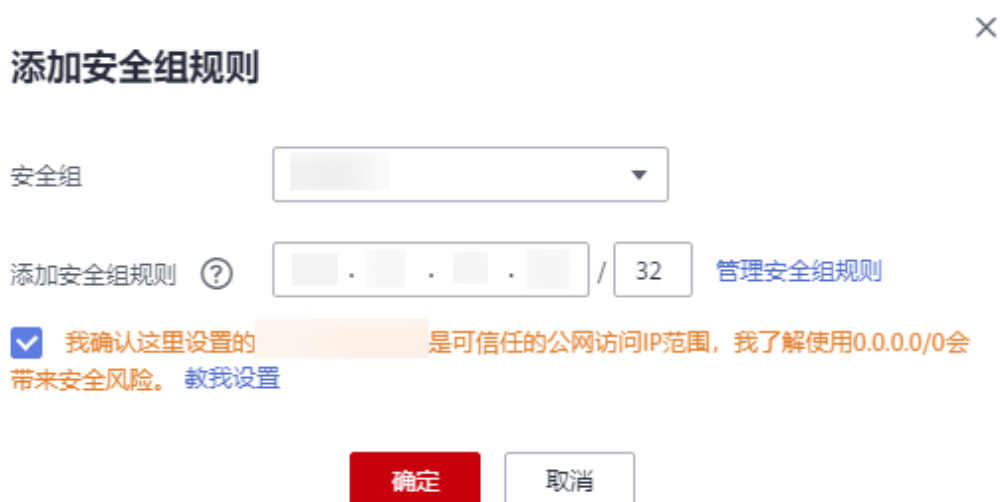 添加安全组规则
安全组
添加安全组规则 ? . . . / 32 管理安全组规则
我确认这里设置的 是可信任的公网访问IP范围，我了解使用0.0.0.0/0会
带来安全风险。 教我设置
确定 取消